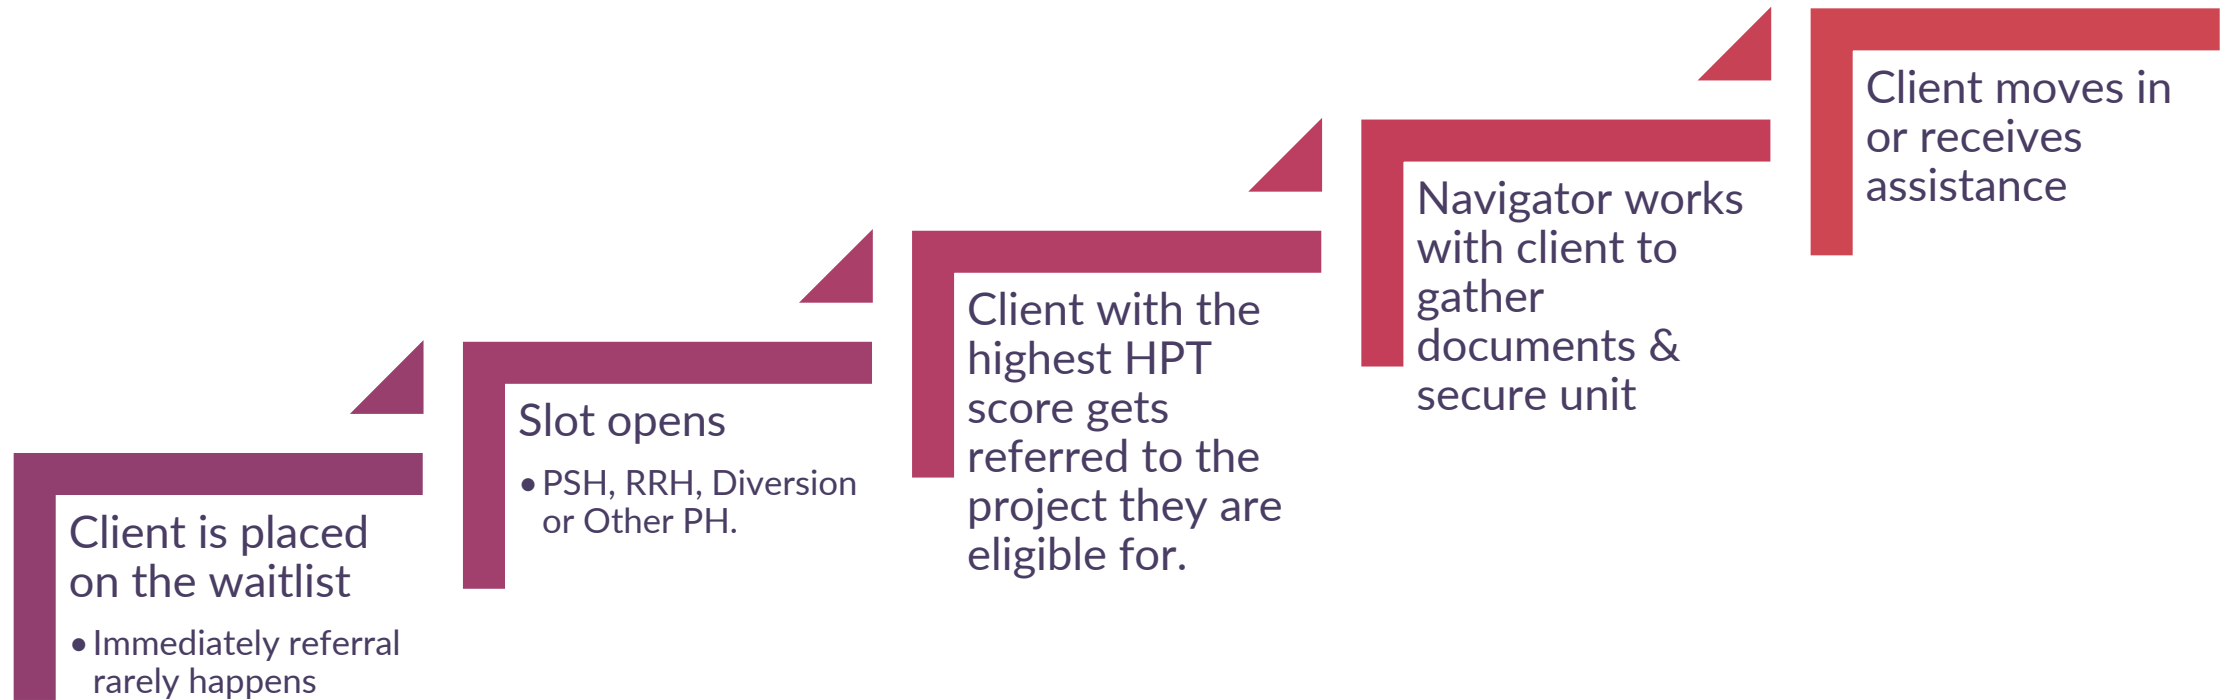 Client is placed
on the waitlist
• Immediately referral
rarely happens
Slot opens
• PSH, RRH, Diversion
or Other PH.
Client with the
highest HPT
score gets
referred to the
project they are
eligible for.
Navigator works
with client to
gather
documents &
secure unit
Client moves in
or receives
assistance